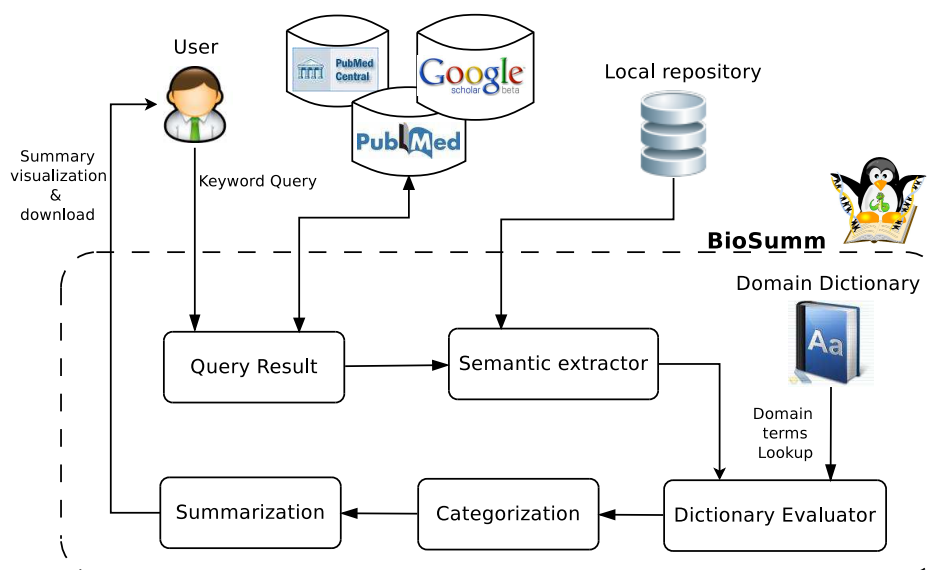 User
PubMed
Central
Google
scholar beta
PubMed
Local repository
Summary
visualization
&
download
Keyword Query
BioSumm
Domain Dictionary
Aa
Query Result
Semantic extractor
Domain
terms
Lookup
Summarization
Categorization
Dictionary Evaluator